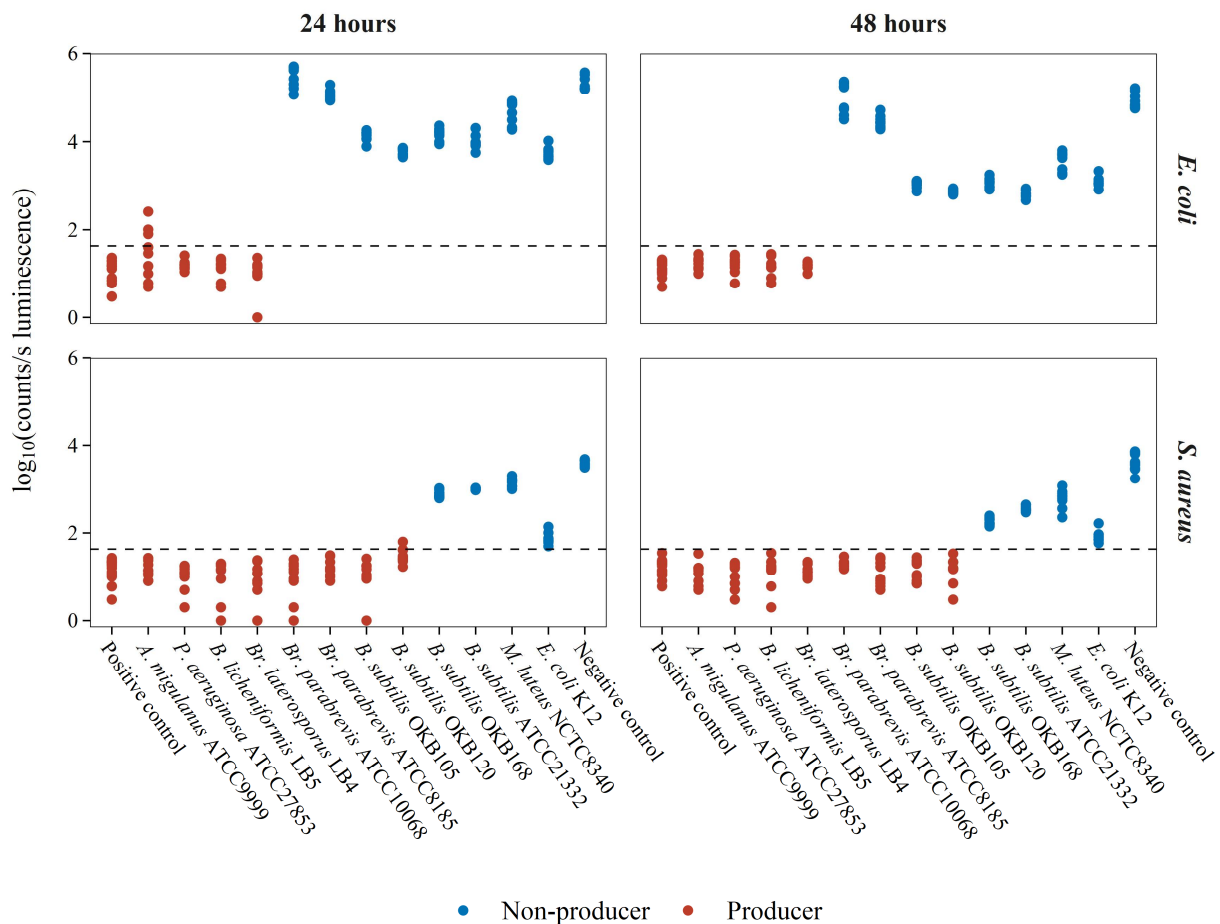 24 hours
48 hours
log10(counts/s luminescence)
6
4
2
0
E. coli
6
4
2
0
S. aureus
Positive control
A. migulanus ATCC9999
P. aeruginosa ATCC27853
B. licheniformis LB5
Br. laterosporus LB4
Br. parabrevis ATCC10068
Br. parabrevis ATCC8185
B. subtilis OKB105
B. subtilis OKB120
B. subtilis OKB168
B. subtilis ATCC21332
M. luteus NCTC8340
E. coli K12
Negative control
Positive control
A. migulanus ATCC9999
P. aeruginosa ATCC27853
B. licheniformis LB5
Br. laterosporus LB4
Br. parabrevis ATCC10068
Br. parabrevis ATCC8185
B. subtilis OKB105
B. subtilis OKB120
B. subtilis OKB168
B. subtilis ATCC21332
M. luteus NCTC8340
E. coli K12
Negative control
Non-producer
Producer